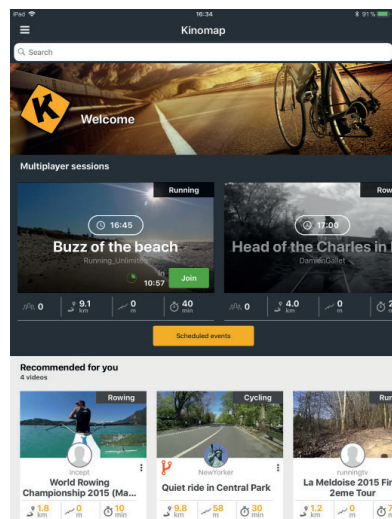 iPad 16:34 91 %
Kinomap
Search
K
Welcome
Multiplayer sessions
Running
16:45
Buzz of the beach
Running_Unlimited
in
10:57
Join
0 9.1 km 0 m 40 min
Row
17:00
Head of the Charles in
DamienGallet
0 4.0 km 0 m
Scheduled events
Recommended for you
4 videos
Rowing
incept
World Rowing
Championship 2015 (Ma...
1.8 km 0 m 10 min
Cycling
NewYorker
Quiet ride in Central Park
9.8 km 58 m 30 min
Run
runningtv
La Meldoise 2015 Fi
2eme Tour
1.2 km 0 m